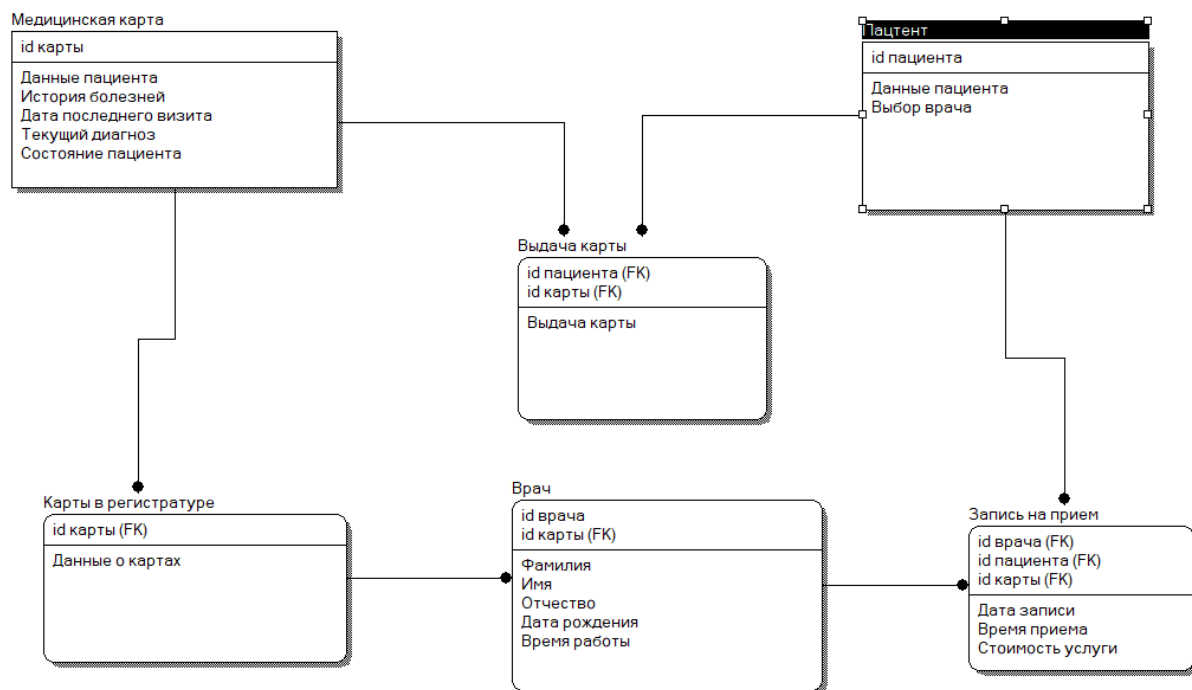 Медицинская карта
id карты
Данные пациента
История болезней
Дата последнего визита
Текущий диагноз
Состояние пациента
Пацтент
id пациента
Данные пациента
Выбор врача
Выдача карты
id пациента (FK)
id карты (FK)
Выдача карты
Карты в регистратуре
id карты (FK)
Данные о картах
Врач
id врача
id карты (FK)
Фамилия
Имя
Отчество
Дата рождения
Время работы
Запись на прием
id врача (FK)
id пациента (FK)
id карты (FK)
Дата записи
Время приема
Стоимость услуги